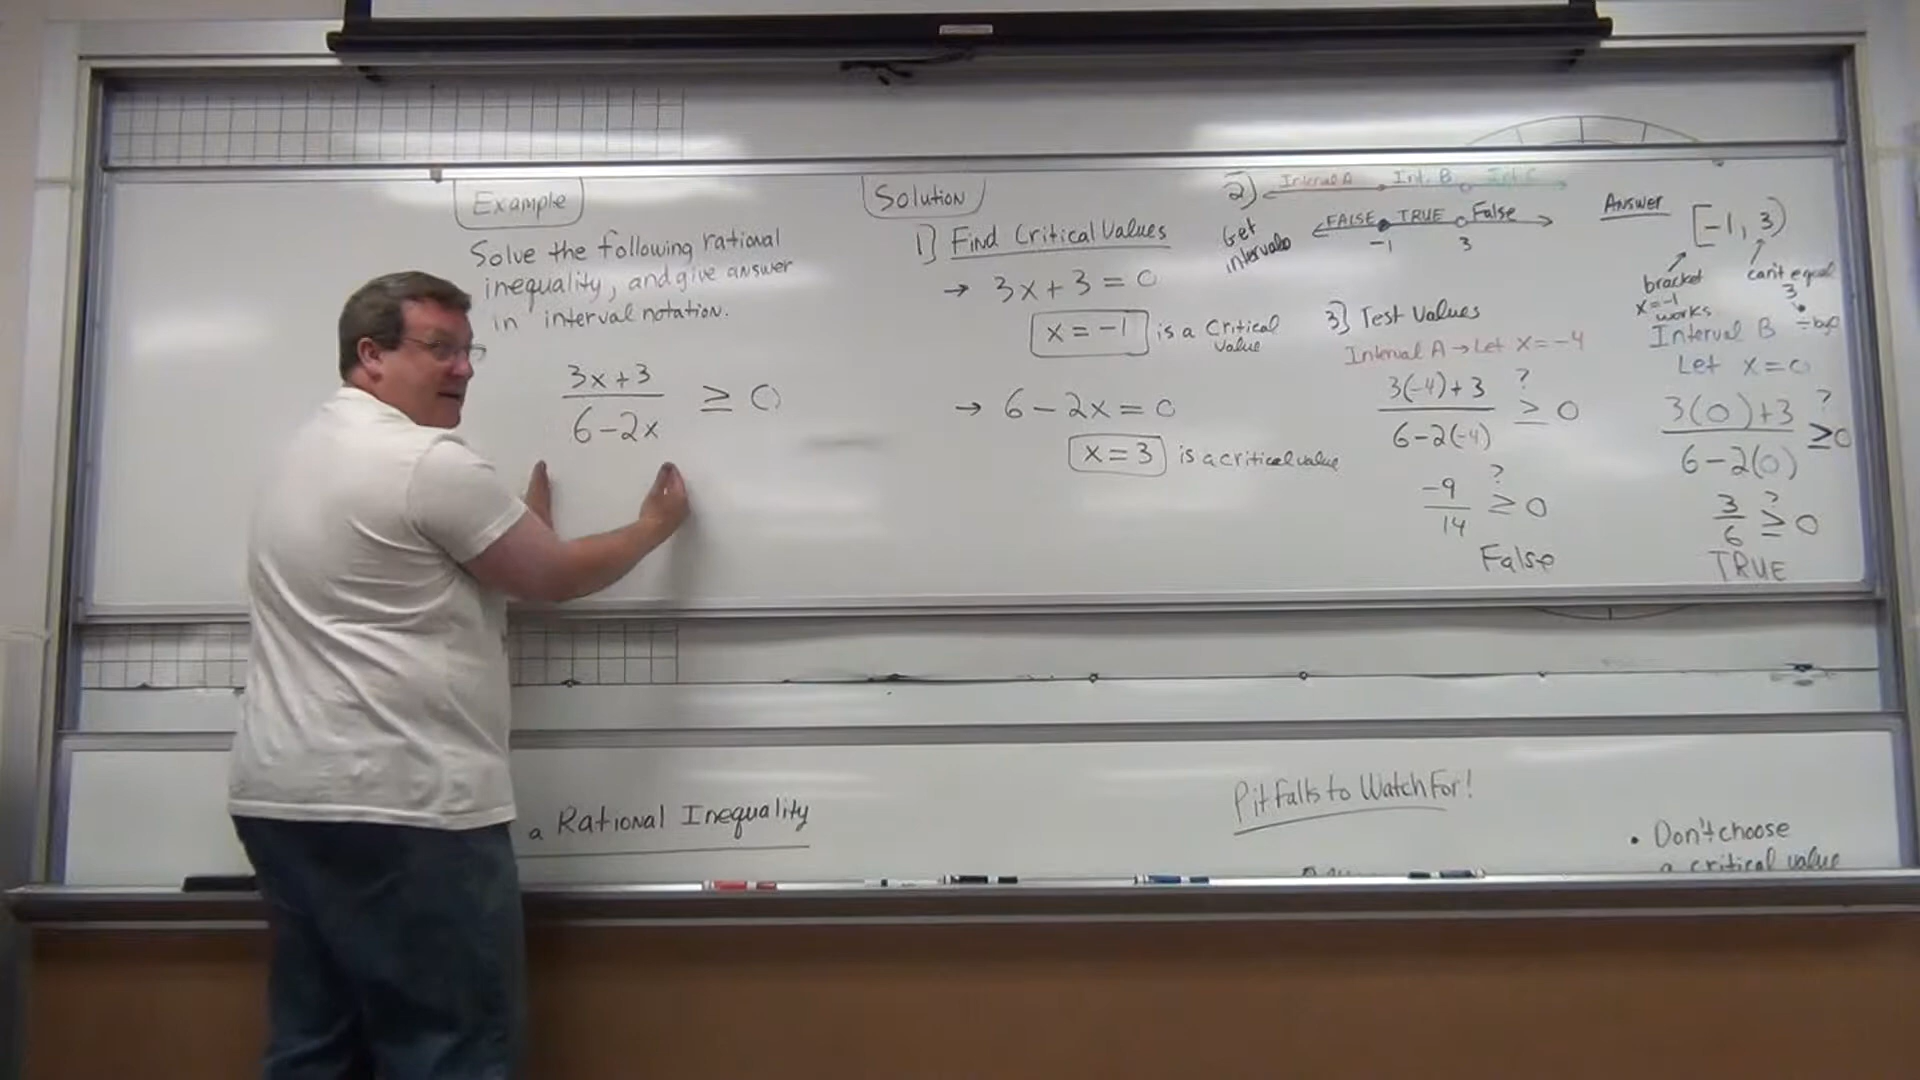 Example
Solve the following rational
inequality, and give answer
in interval notation.
3x+3
6-2x
≥ 0
Solution
1] Find Critical Values
→ 3x+3=0
x=-1 is a Critical
Value
→ 6-2x=0
x=3 is a critical value
2)
Interval A Int. B Int. C
Get
intervals
FALSE TRUE False
-1 3
3] Test Values
Interval A → Let x=-4
3(-4)+3
6-2(-4)
? ≥ 0
-9
14
? ≥ 0
False
Answer
[-1, 3)
bracket
x=-1
works
can't equal
3
÷by0
Interval B
Let x=0
3(0)+3
6-2(0)
? ≥0
3
6
? ≥ 0
TRUE
a Rational Inequality
Pitfalls to Watch For!
• Don't choose
a critical value